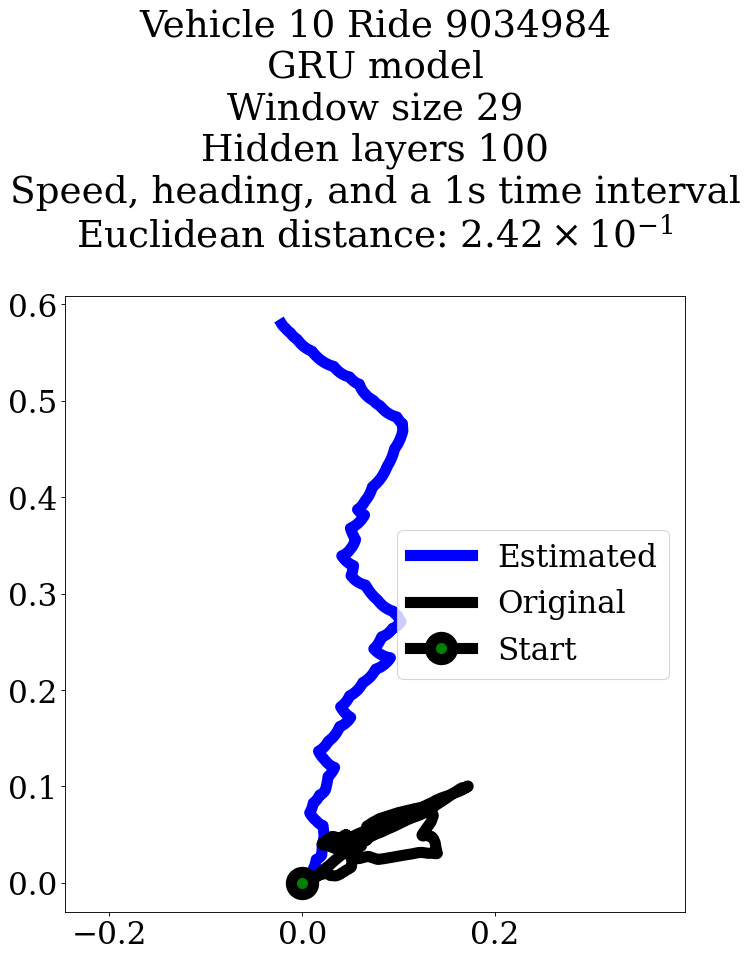 Vehicle 10 Ride 9034984
GRU model
Window size 29
Hidden layers 100
Speed, heading, and a 1s time interval
Euclidean distance: 2.42 × 10⁻¹
0.6
0.5
0.4
0.3
0.2
0.1
0.0
Estimated
Original
Start
−0.2
0.0
0.2